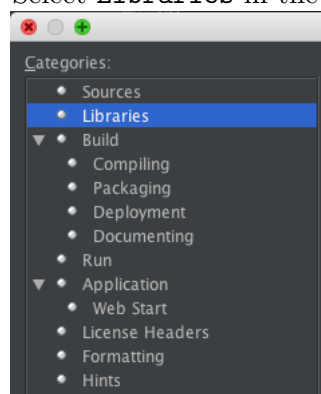 Select Libraries in the
Categories:
Sources
Libraries
Build
Compiling
Packaging
Deployment
Documenting
Run
Application
Web Start
License Headers
Formatting
Hints